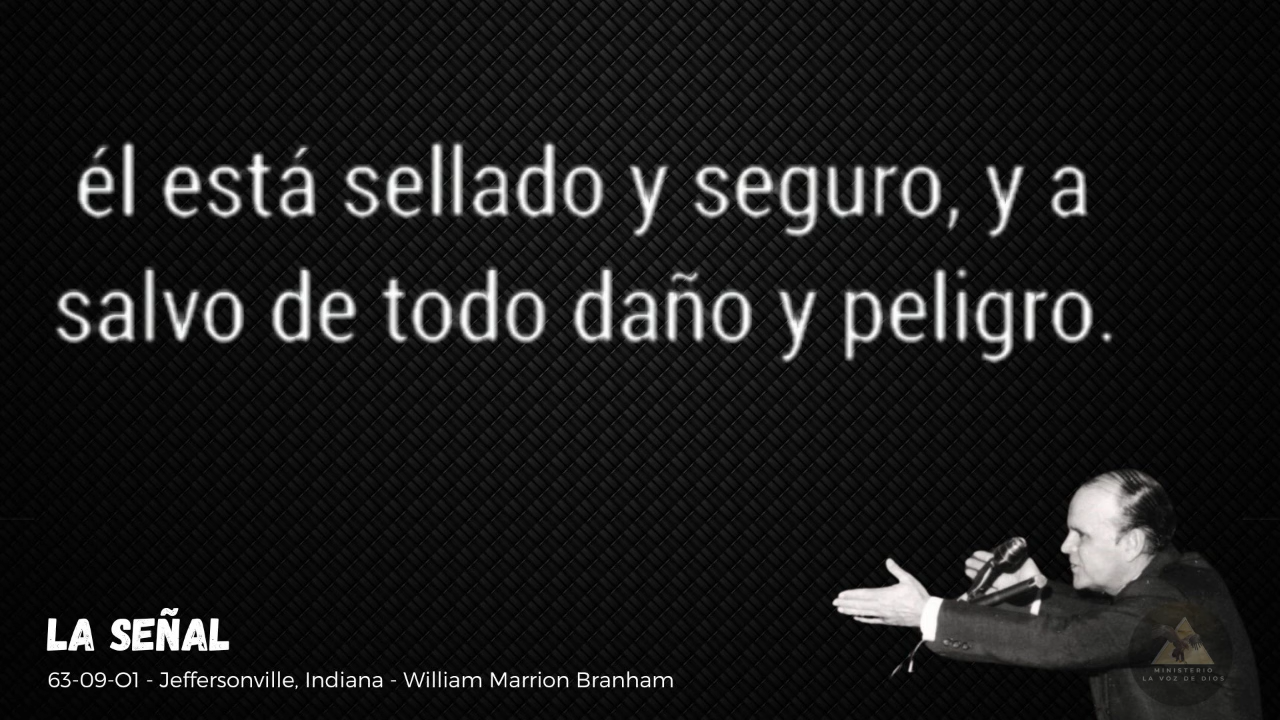 él está sellado y seguro, y a
salvo de todo daño y peligro.
LA SEÑAL
63-09-01 - Jeffersonville, Indiana - William Marrion Branham
MINISTERIO
LA VOZ DE DIOS